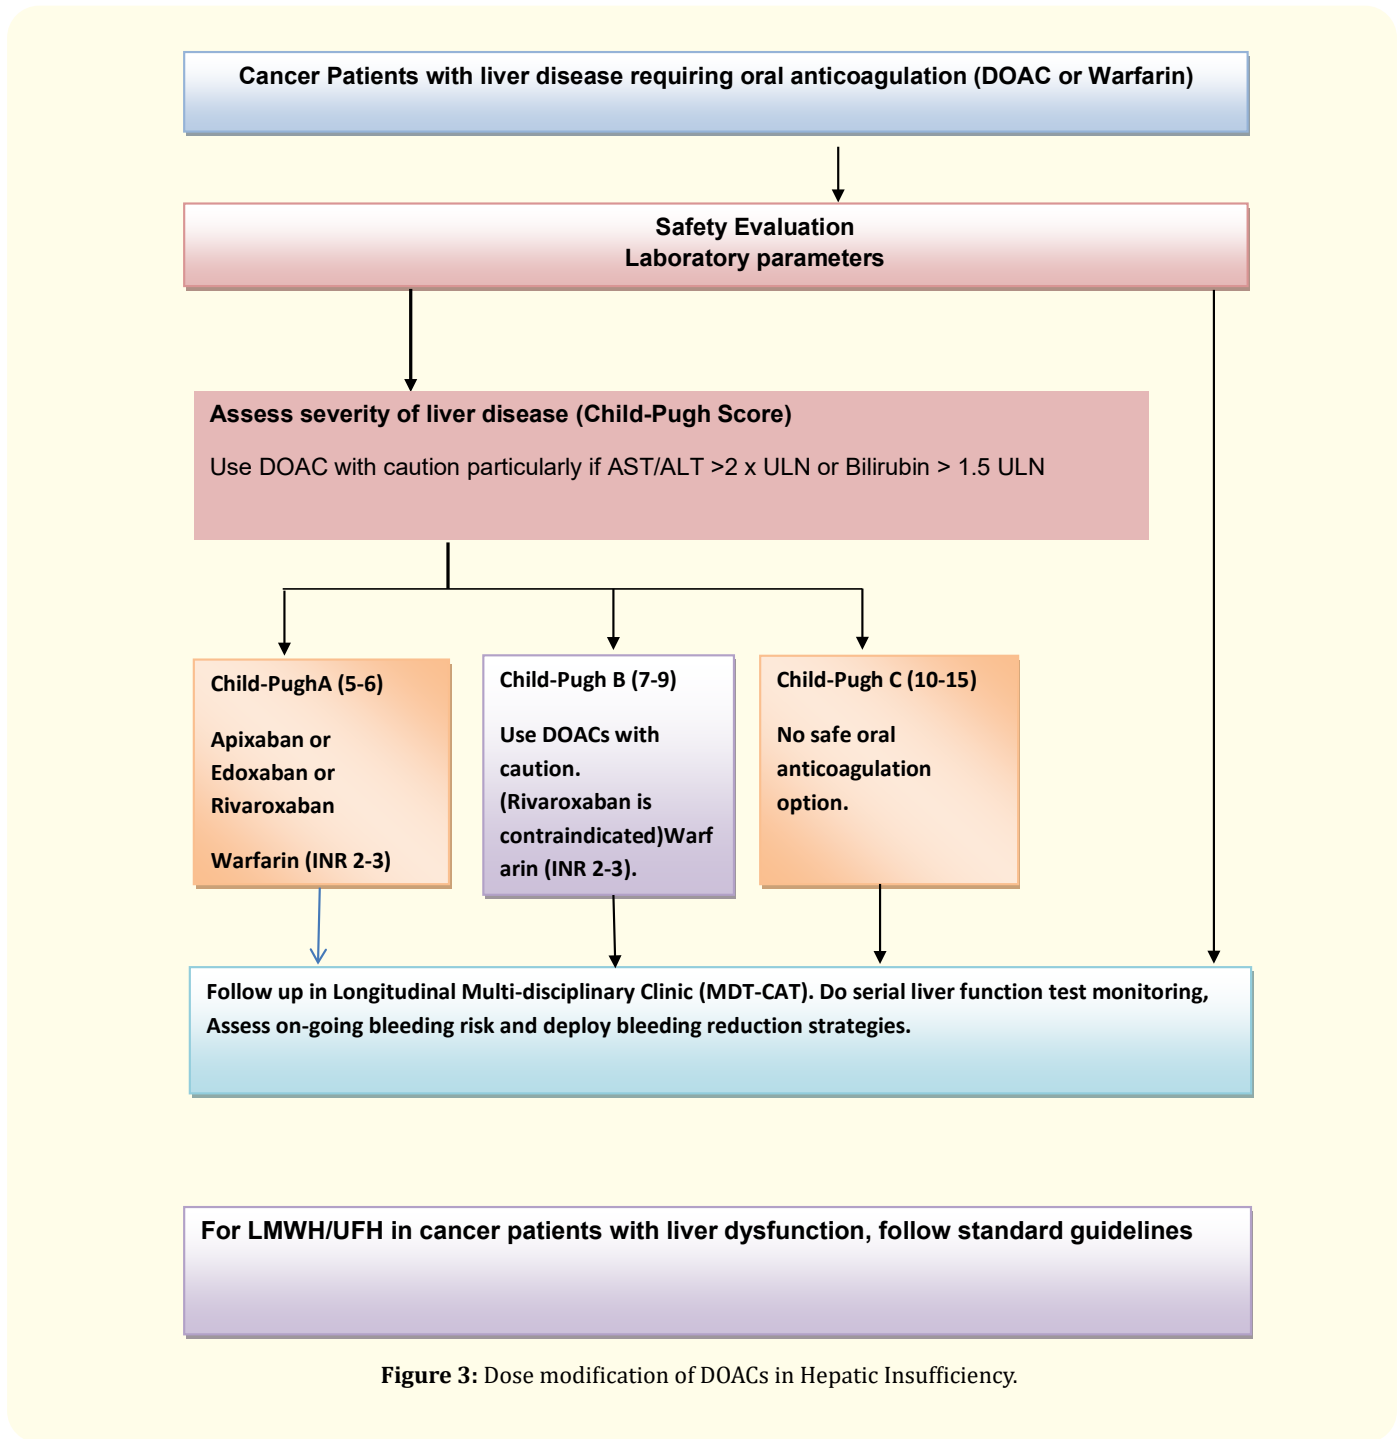 Cancer Patients with liver disease requiring oral anticoagulation (DOAC or Warfarin)
Safety Evaluation
Laboratory parameters
Assess severity of liver disease (Child-Pugh Score)
Use DOAC with caution particularly if AST/ALT >2 x ULN or Bilirubin > 1.5 ULN
Child-PughA (5-6)
Apixaban or
Edoxaban or
Rivaroxaban
Warfarin (INR 2-3)
Child-Pugh B (7-9)
Use DOACs with
caution.
(Rivaroxaban is
contraindicated)Warf
arin (INR 2-3).
Child-Pugh C (10-15)
No safe oral
anticoagulation
option.
Follow up in Longitudinal Multi-disciplinary Clinic (MDT-CAT). Do serial liver function test monitoring,
Assess on-going bleeding risk and deploy bleeding reduction strategies.
For LMWH/UFH in cancer patients with liver dysfunction, follow standard guidelines
Figure 3: Dose modification of DOACs in Hepatic Insufficiency.